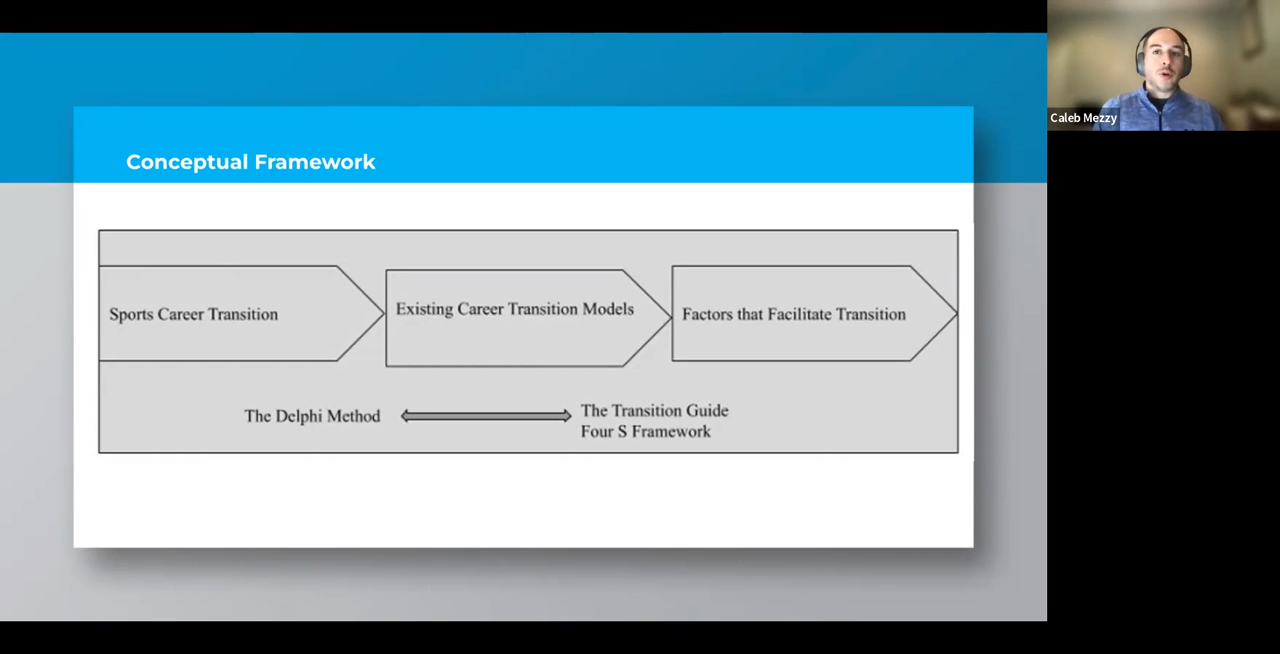 Conceptual Framework
Sports Career Transition
Existing Career Transition Models
Factors that Facilitate Transition
The Delphi Method
The Transition Guide
Four S Framework
Caleb Mezzy